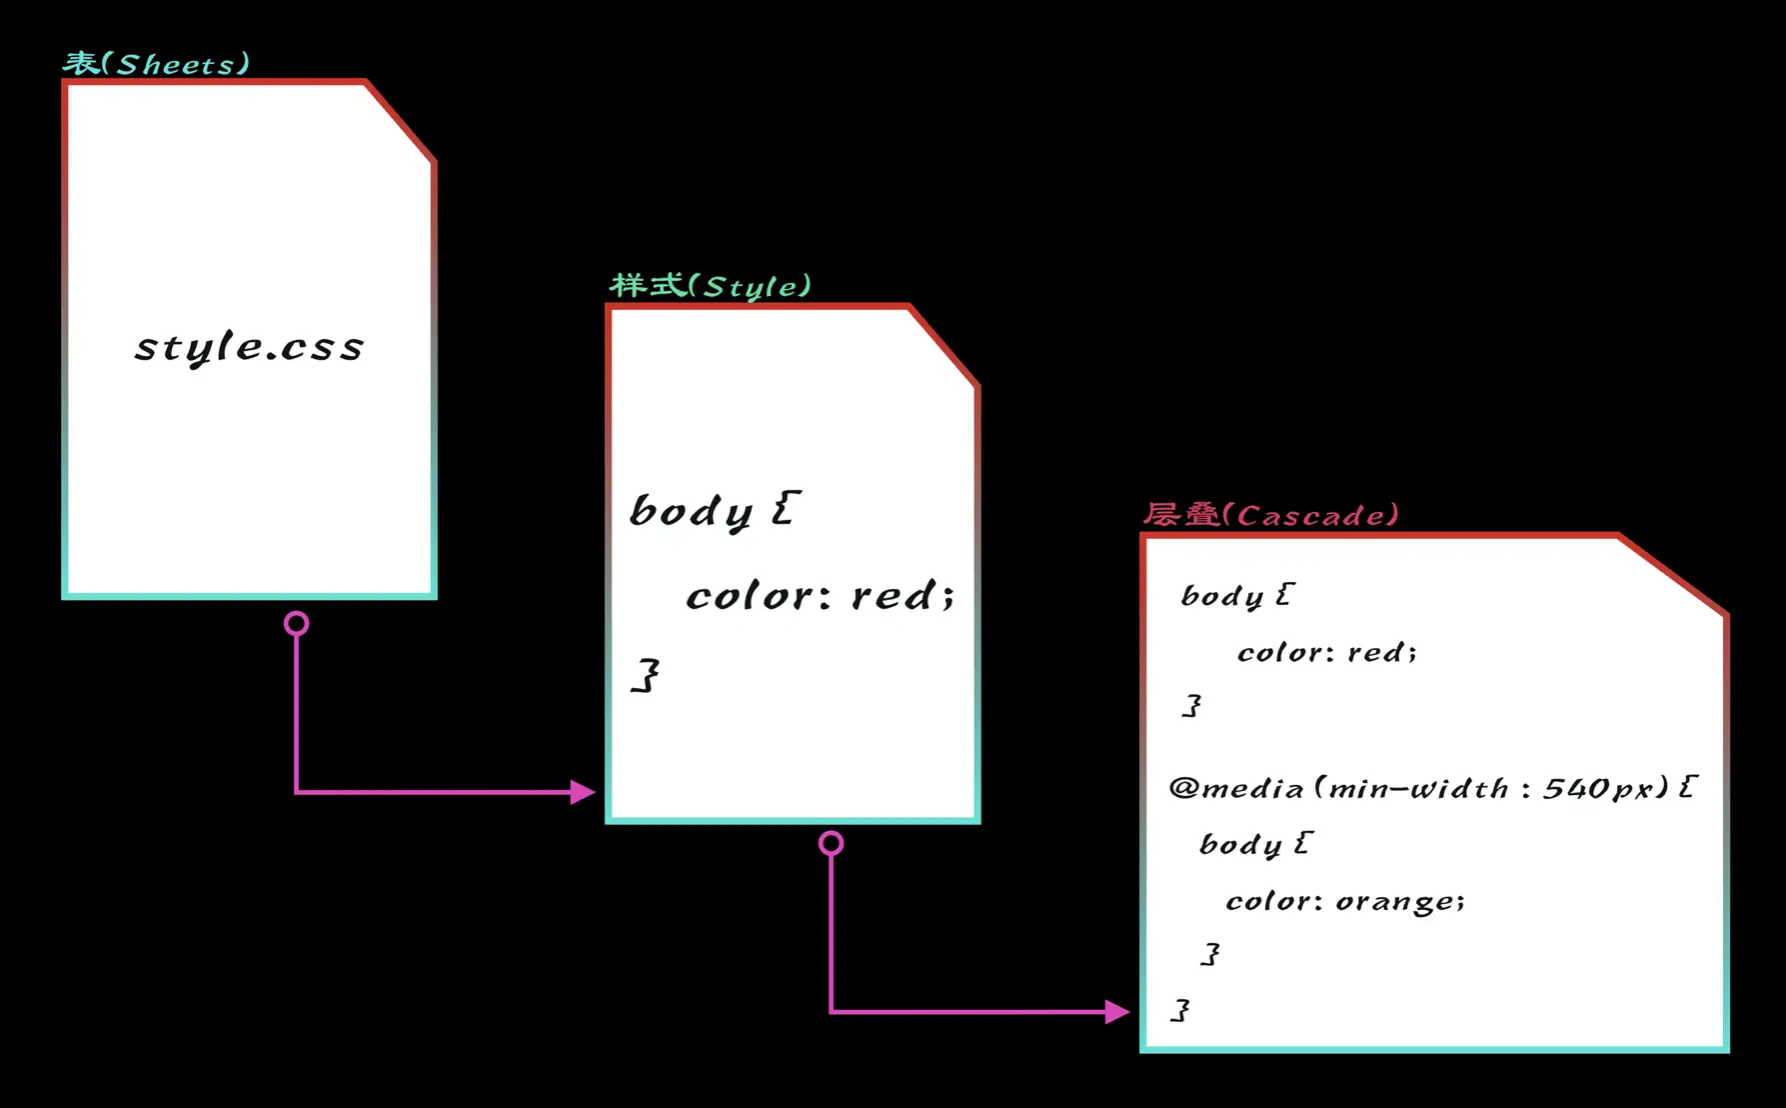 表(Sheets)
style.css
样式(Style)
body {
color: red;
}
层叠(Cascade)
body {
color: red;
}
@media (min-width : 540px) {
body {
color: orange;
}
}